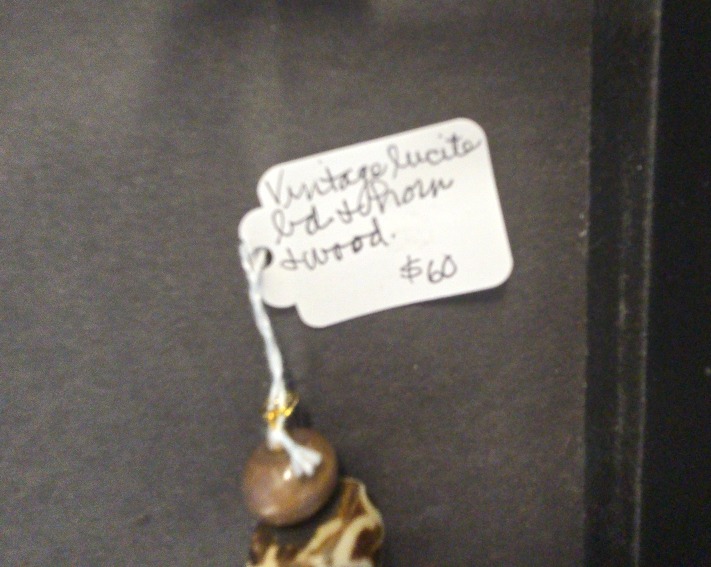 Vintage lucite
bd & horn
& wood.
$60